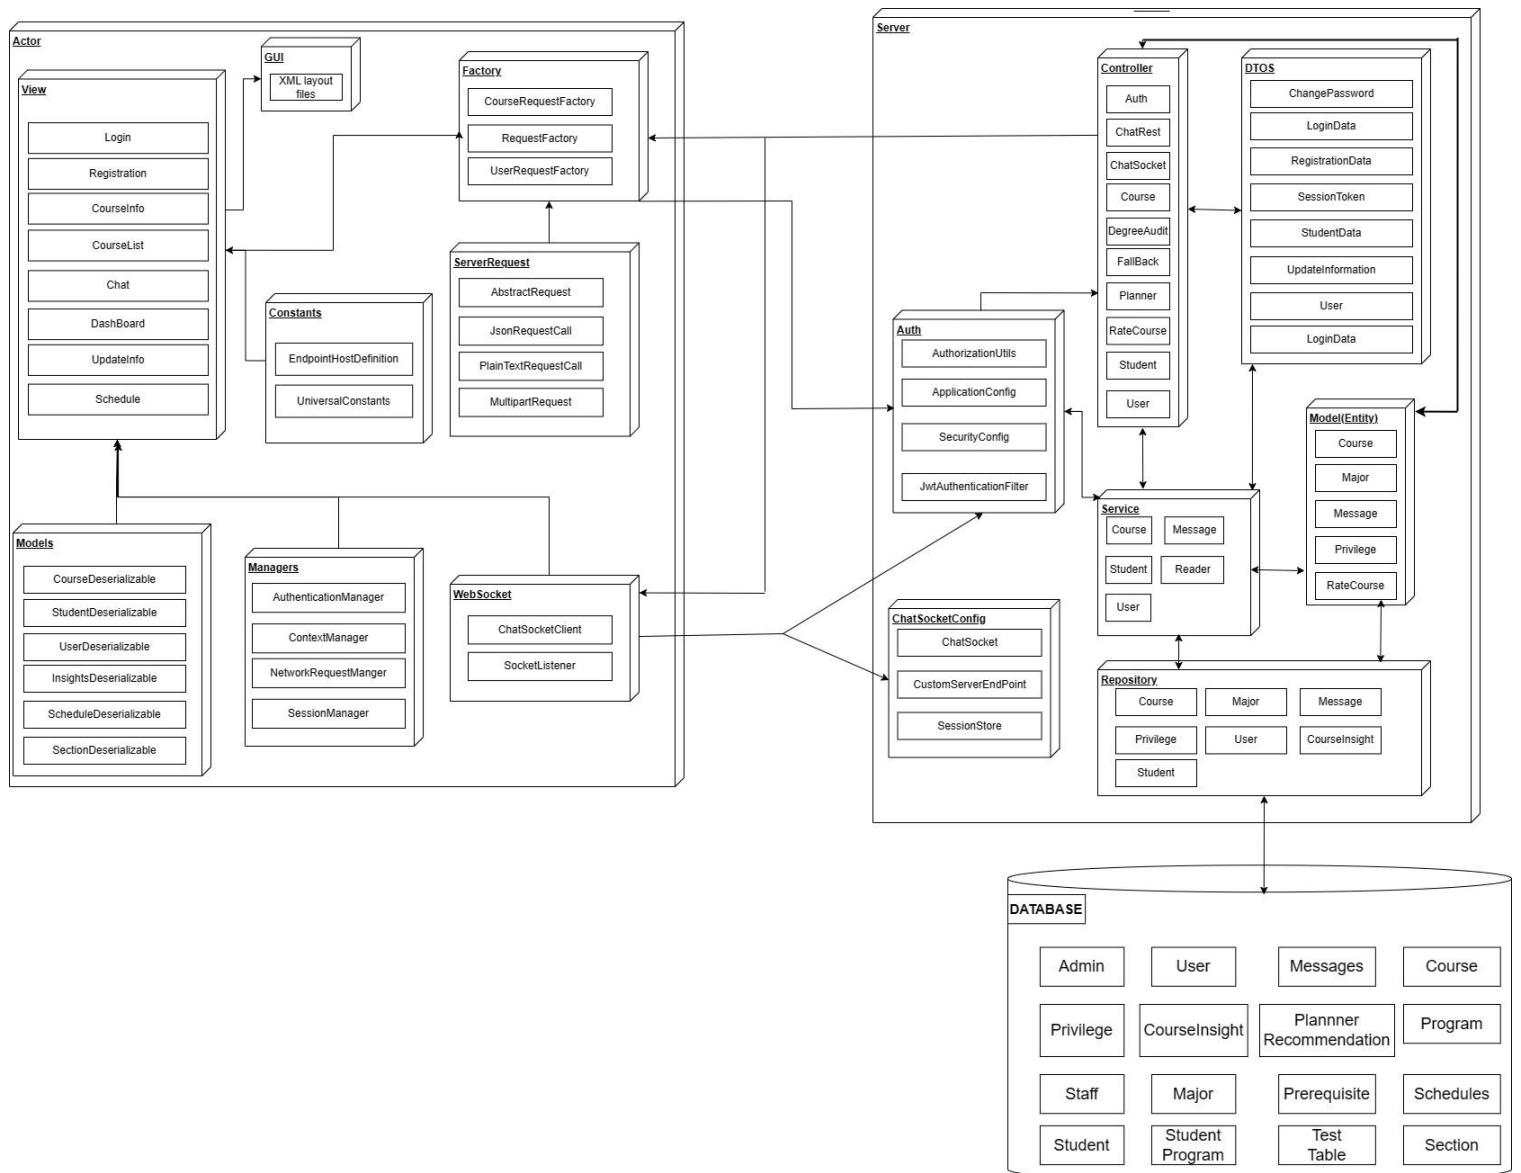 Actor
GUI
XML layout
files
View
Login
Registration
CourseInfo
CourseList
Chat
DashBoard
UpdateInfo
Schedule
Factory
CourseRequestFactory
RequestFactory
UserRequestFactory
Constants
EndpointHostDefinition
UniversalConstants
ServerRequest
AbstractRequest
JsonRequestCall
PlainTextRequestCall
MultipartRequest
Models
CourseDeserializable
StudentDeserializable
UserDeserializable
InsightsDeserializable
ScheduleDeserializable
SectionDeserializable
Managers
AuthenticationManager
ContextManager
NetworkRequestManger
SessionManager
WebSocket
ChatSocketClient
SocketListener
Server
Controller
Auth
ChatRest
ChatSocket
Course
DegreeAudit
FallBack
Planner
RateCourse
Student
User
DTOS
ChangePassword
LoginData
RegistrationData
SessionToken
StudentData
UpdateInformation
User
LoginData
Auth
AuthorizationUtils
ApplicationConfig
SecurityConfig
JwtAuthenticationFilter
Model(Entity)
Course
Major
Message
Privilege
RateCourse
Service
Course
Message
Student
Reader
User
ChatSocketConfig
ChatSocket
CustomServerEndPoint
SessionStore
Repository
Course
Major
Message
Privilege
User
CourseInsight
Student
DATABASE
Admin
User
Messages
Course
Privilege
CourseInsight
Plannner
Recommendation
Program
Staff
Major
Prerequisite
Schedules
Student
Student
Program
Test
Table
Section